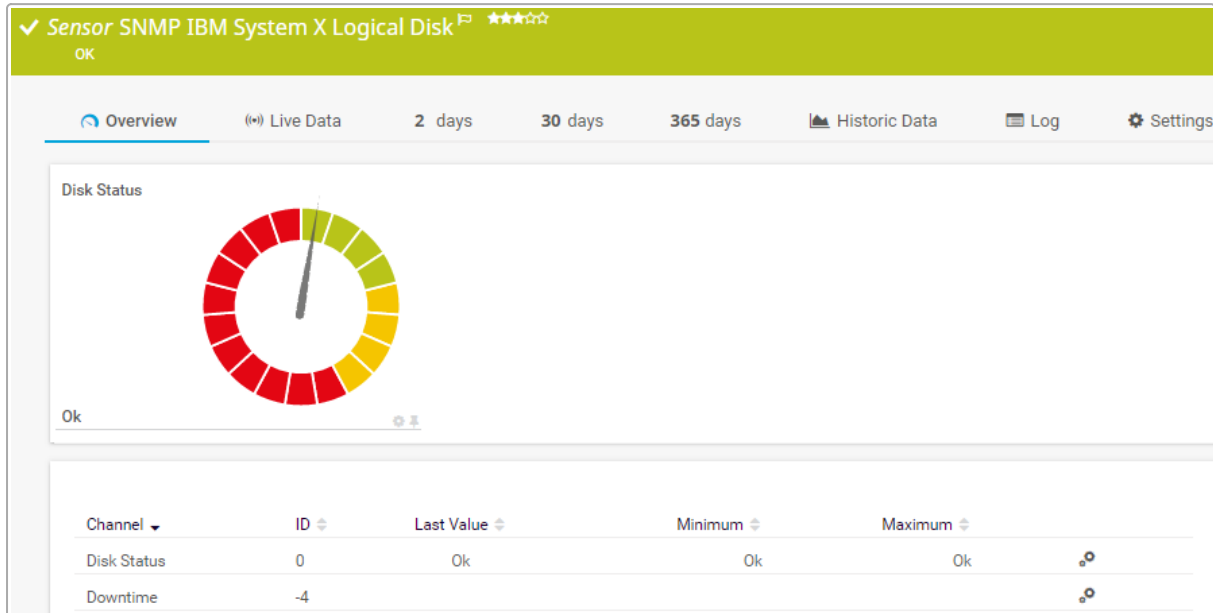 Sensor SNMP IBM System X Logical Disk
OK
Overview Live Data 2 days 30 days 365 days Historic Data Log Settings
Disk Status
Ok
Channel ID Last Value Minimum Maximum
Disk Status 0 Ok Ok Ok
Downtime -4